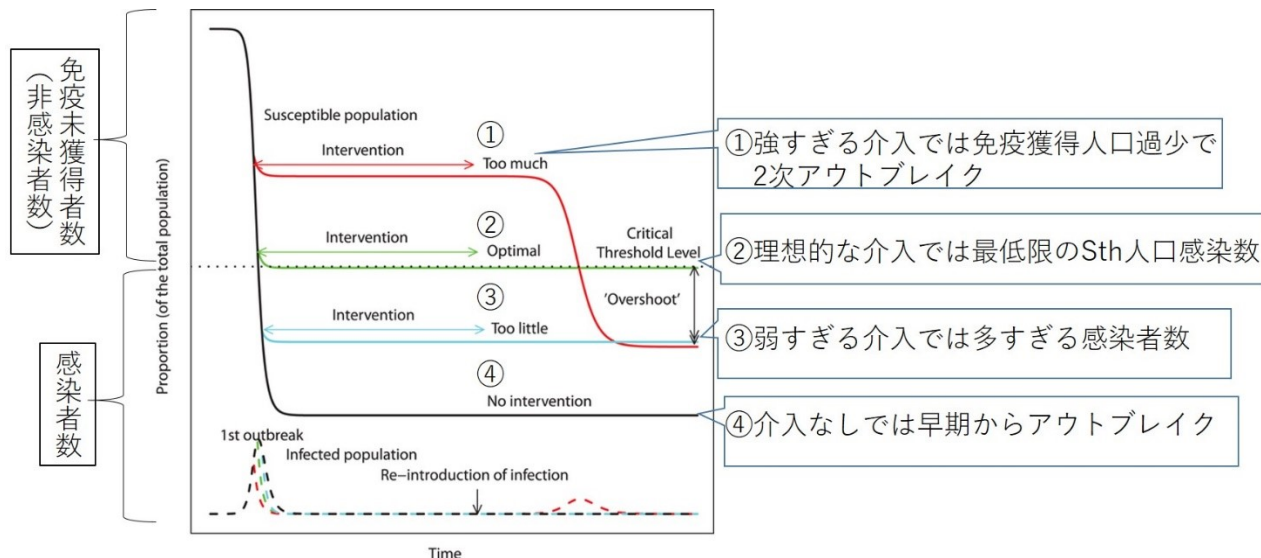 免疫未獲得者数
(非感染者数)
感染者数
Proportion (of the total population)
Susceptible population
①
Intervention
Too much
②
Intervention
Optimal
Critical
Threshold Level
'Overshoot'
③
Intervention
Too little
④
No intervention
1st outbreak
Infected population
Re-introduction of infection
Time
①強すぎる介入では免疫獲得人口過少で
2次アウトブレイク
②理想的な介入では最低限のSth人口感染数
③弱すぎる介入では多すぎる感染者数
④介入なしでは早期からアウトブレイク